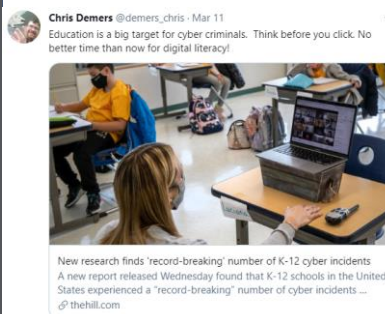 Chris Demers @demers_chris · Mar 11
Education is a big target for cyber criminals. Think before you click. No
better time than now for digital literacy!
New research finds 'record-breaking' number of K-12 cyber incidents
A new report released Wednesday found that K-12 schools in the United
States experienced a "record-breaking" number of cyber incidents ...
thehill.com